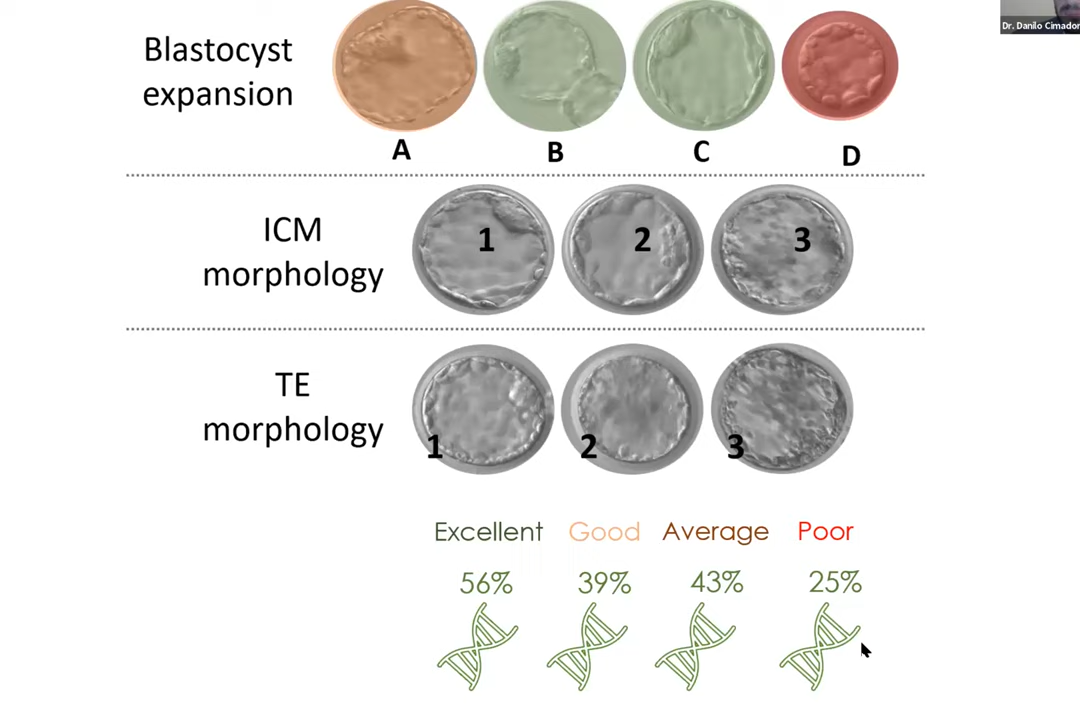 Dr. Danilo Cimador
Blastocyst
expansion
A B C D
ICM
morphology
1 2 3
TE
morphology
1 2 3
Excellent Good Average Poor
56% 39% 43% 25%